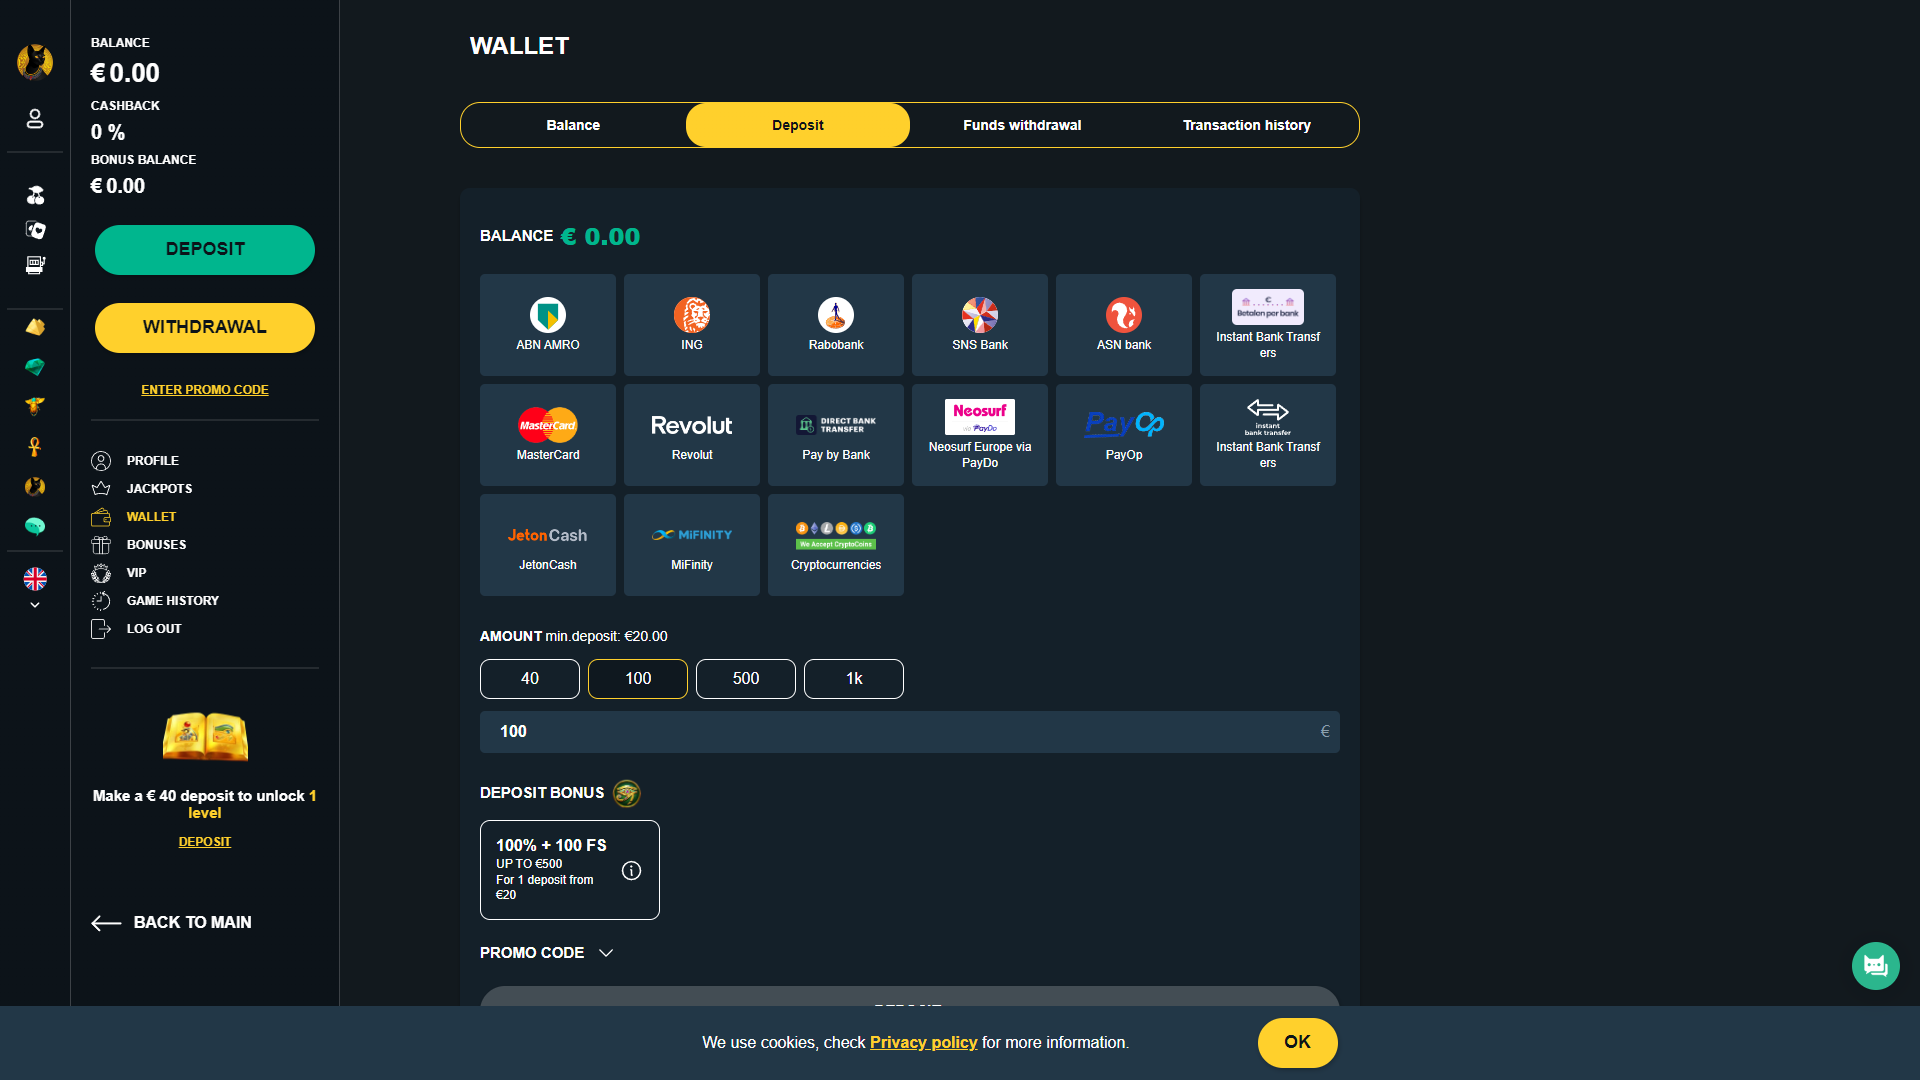 BALANCE
€ 0.00
CASHBACK
0 %
BONUS BALANCE
€ 0.00
DEPOSIT
WITHDRAWAL
ENTER PROMO CODE
PROFILE
JACKPOTS
WALLET
BONUSES
VIP
GAME HISTORY
LOG OUT
Make a € 40 deposit to unlock 1
level
DEPOSIT
BACK TO MAIN
WALLET
Balance
Deposit
Funds withdrawal
Transaction history
BALANCE € 0.00
ABN AMRO
ING
Rabobank
SNS Bank
ASN bank
€
Betalen per bank
Instant Bank Transf
ers
MasterCard
MasterCard
Revolut
Revolut
DIRECT BANK
TRANSFER
Pay by Bank
Neosurf
via PayDo
Neosurf Europe via
PayDo
PayOp
PayOp
instant
bank transfer
Instant Bank Transf
ers
JetonCash
JetonCash
MiFINITY
MiFinity
We Accept CryptoCoins
Cryptocurrencies
AMOUNT min.deposit: €20.00
40
100
500
1k
100 €
DEPOSIT BONUS
100% + 100 FS
UP TO €500
For 1 deposit from
€20
PROMO CODE
DEPOSIT
We use cookies, check Privacy policy for more information.
OK